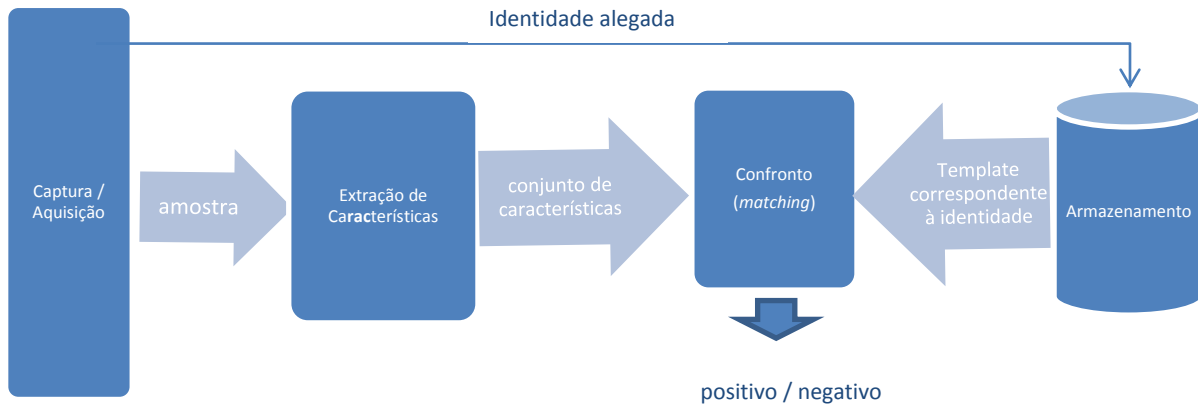 Identidade alegada
Captura /
Aquisição
amostra
Extração de
Características
conjunto de
características
Confronto
(matching)
Template
correspondente
à identidade
Armazenamento
positivo / negativo